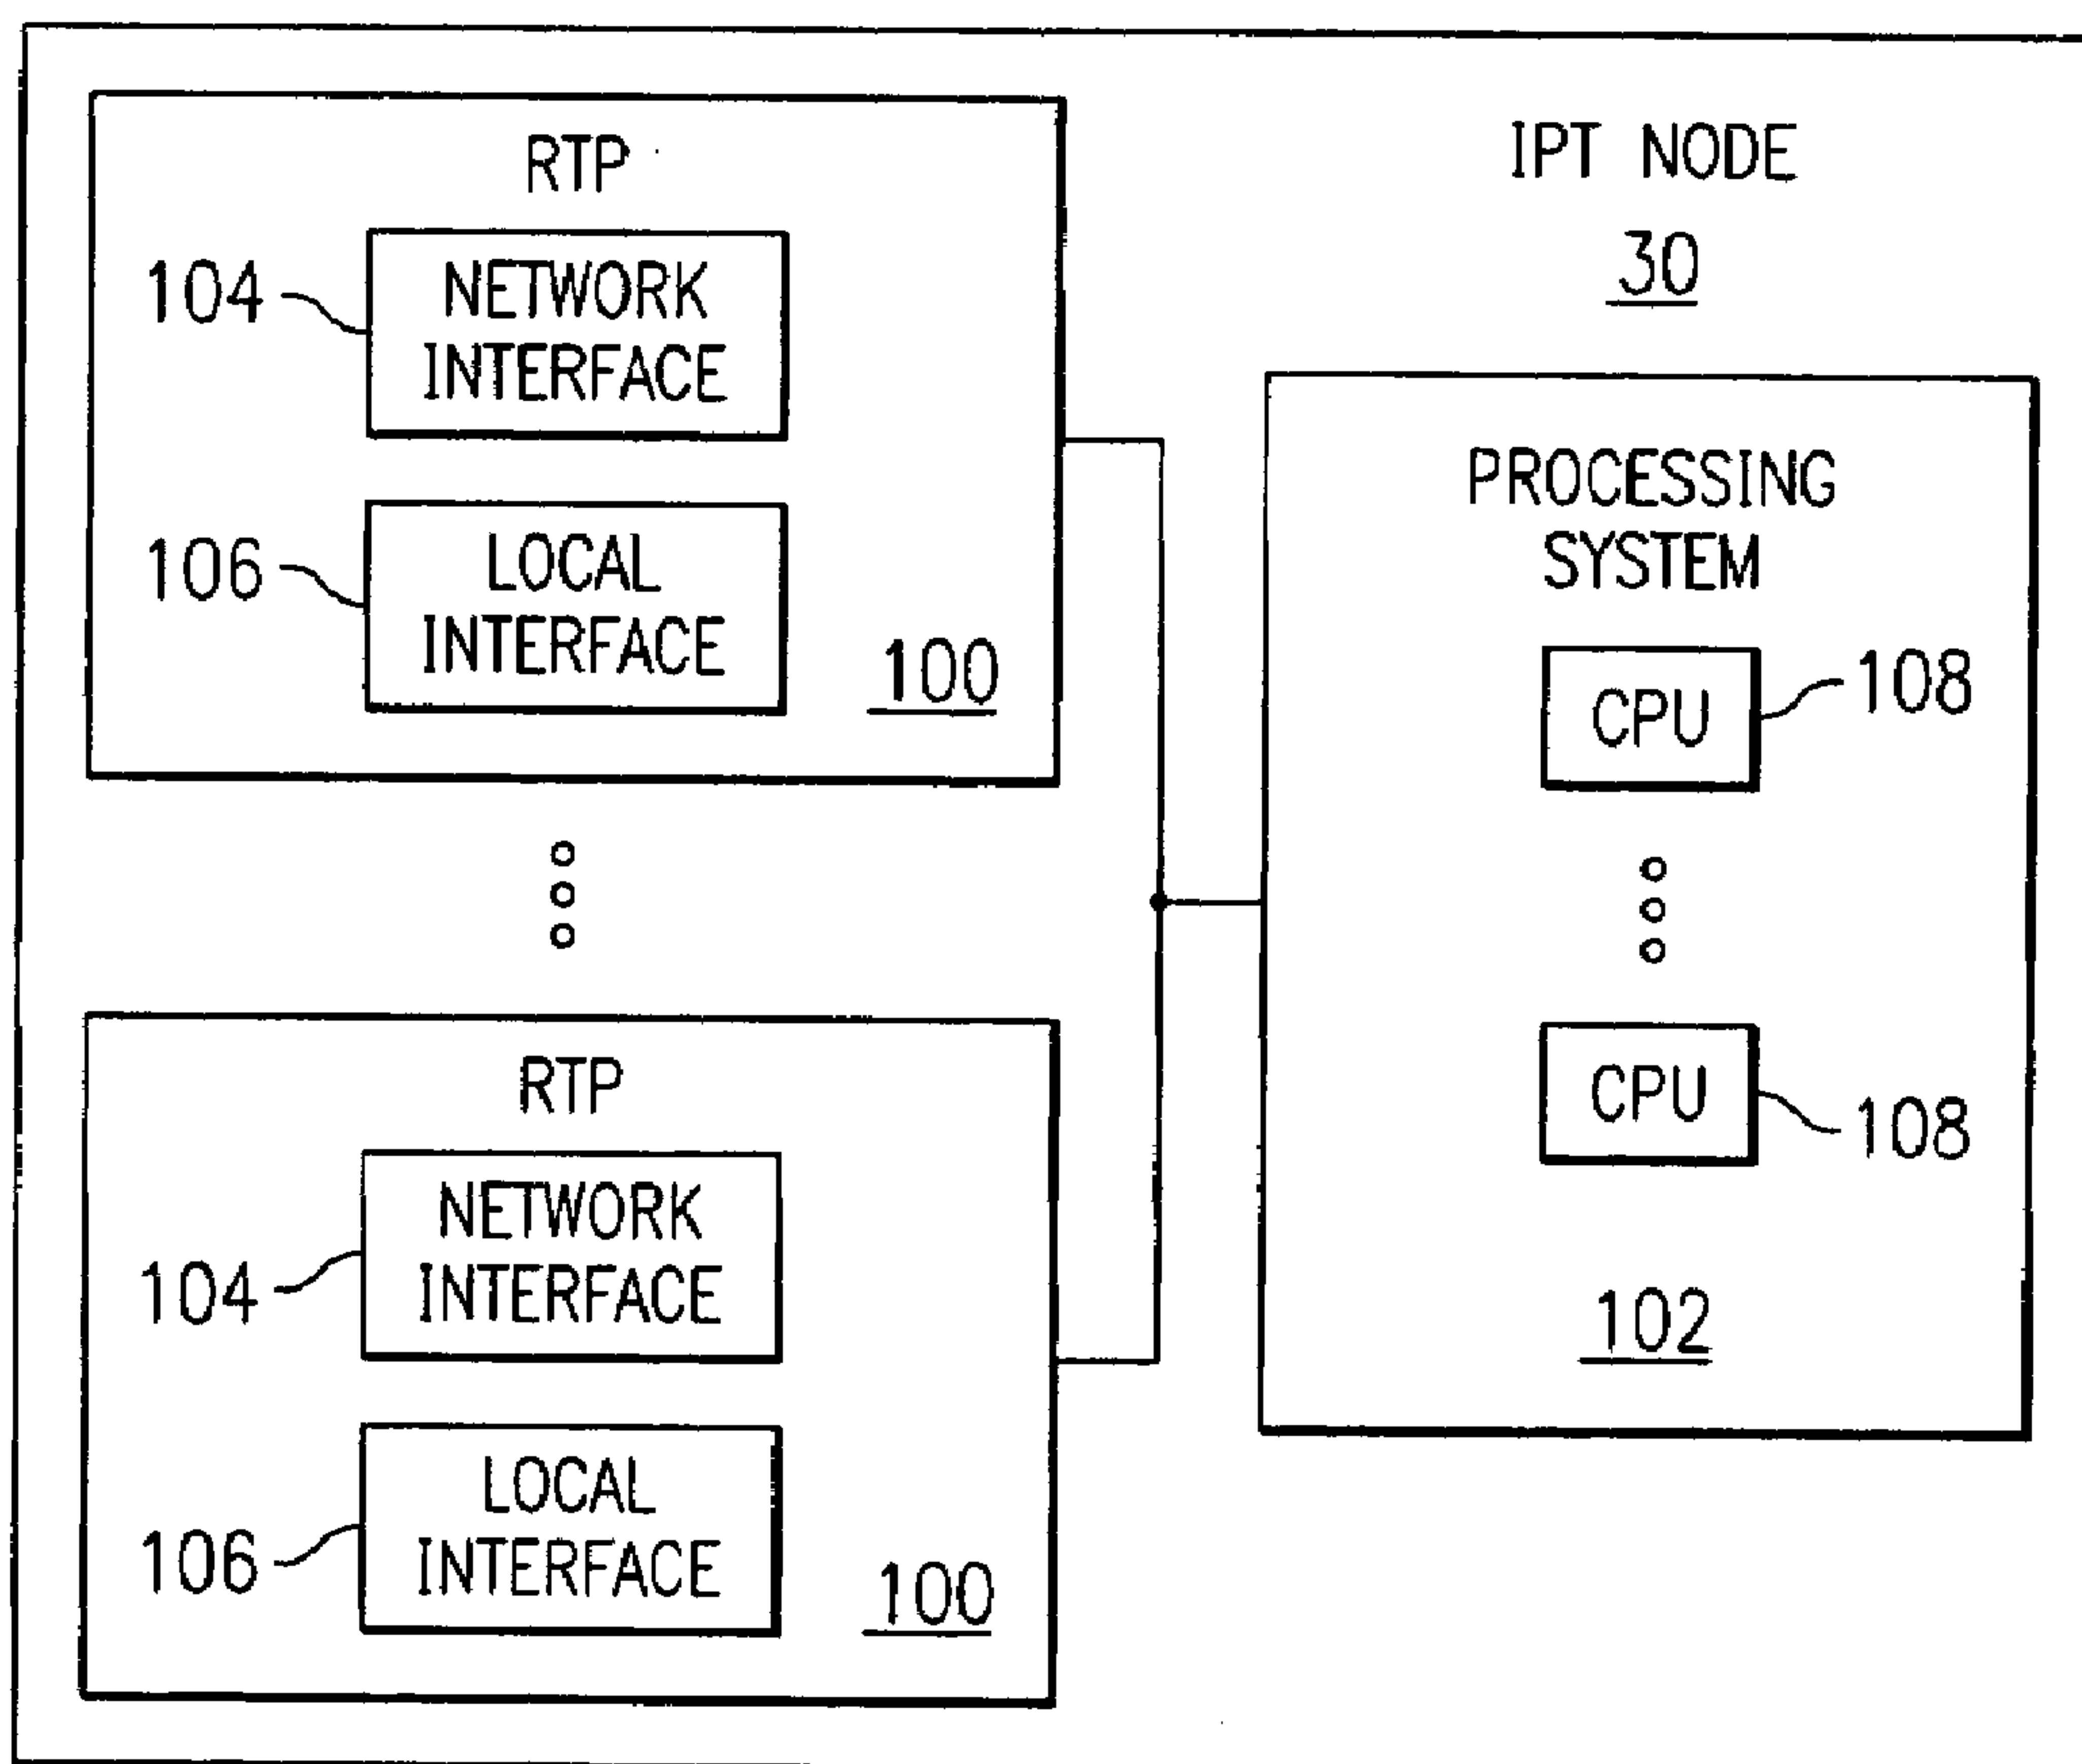 RTP
104
NETWORK
INTERFACE
106
LOCAL
INTERFACE
100
RTP
104
NETWORK
INTERFACE
106
LOCAL
INTERFACE
100
IPT NODE
30
PROCESSING
SYSTEM
CPU
108
CPU
108
102